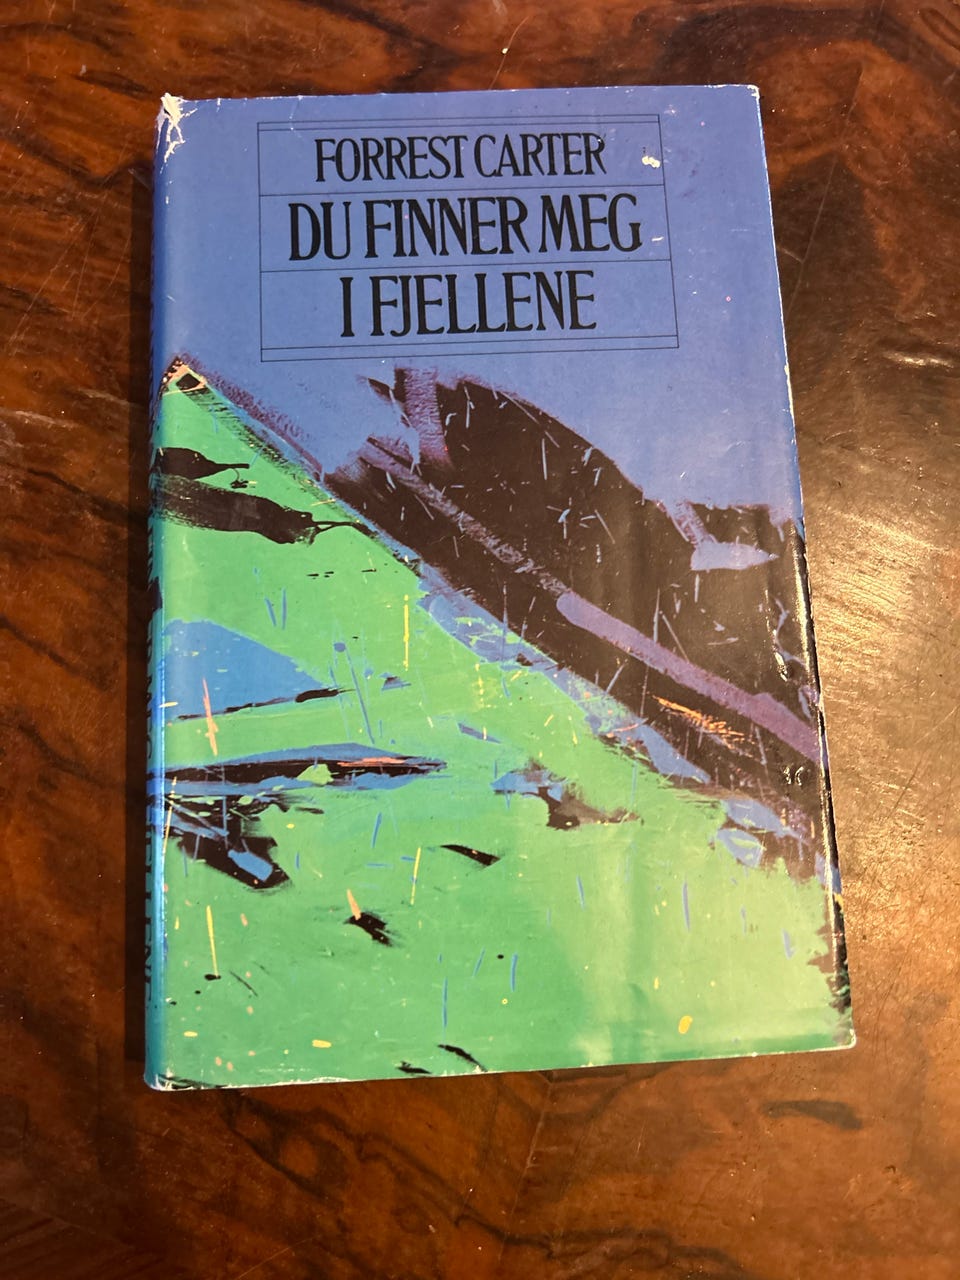 FORREST CARTER
DU FINNER MEG
I FJELLENE